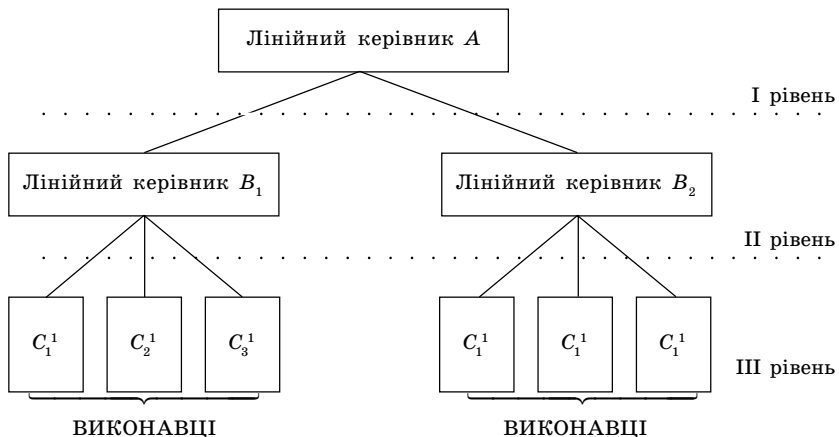 Лінійний керівник A
І рівень
Лінійний керівник B₁
Лінійний керівник B₂
ІІ рівень
C₁¹ C₂¹ C₃¹ C₁¹ C₁¹ C₁¹
ІІІ рівень
ВИКОНАВЦІ
ВИКОНАВЦІ